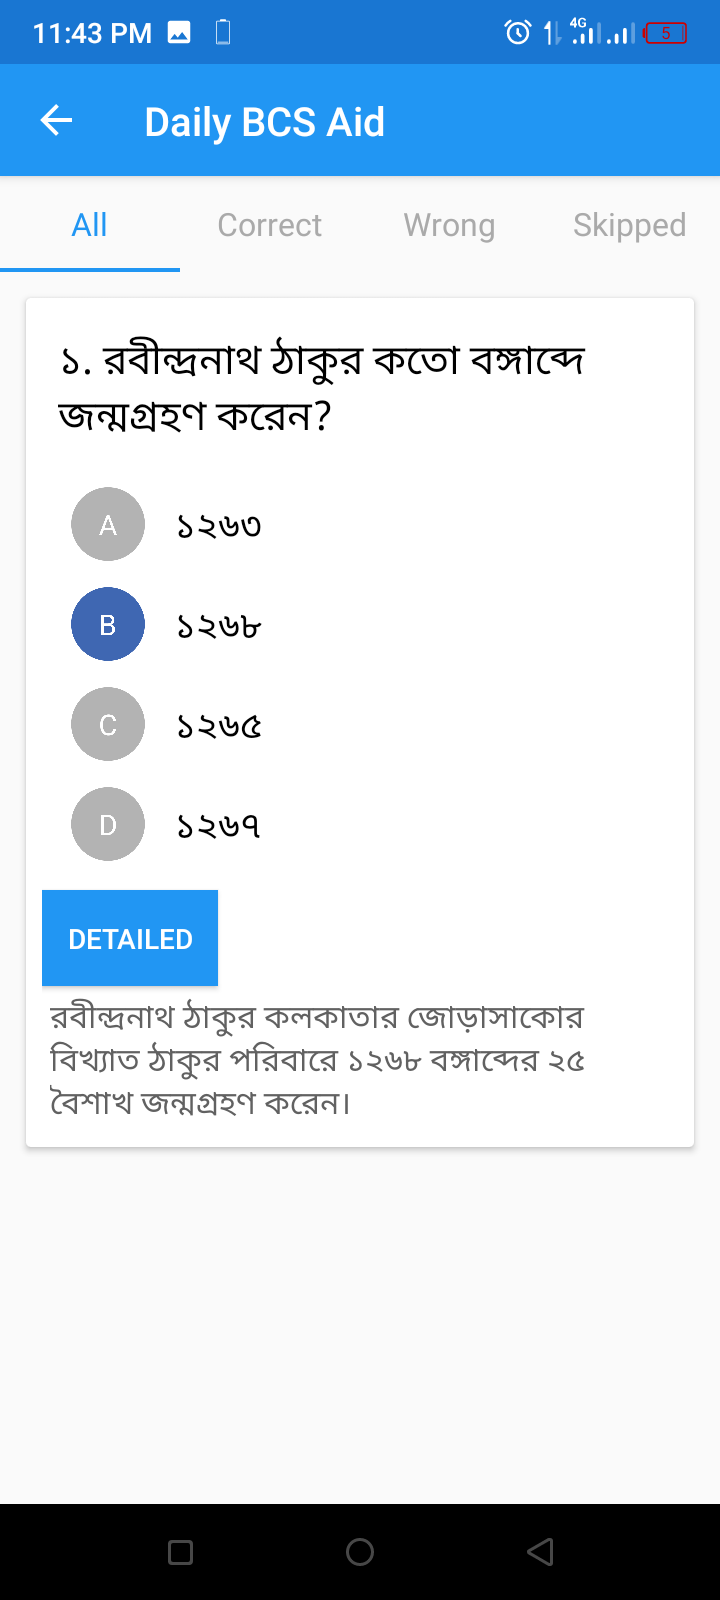 11:43 PM 4G 5
Daily BCS Aid
All Correct Wrong Skipped
১. রবীন্দ্রনাথ ঠাকুর কতো বঙ্গাব্দে
জন্মগ্রহণ করেন?
A ১২৬৩
B ১২৬৮
C ১২৬৫
D ১২৬৭
DETAILED
রবীন্দ্রনাথ ঠাকুর কলকাতার জোড়াসাকোর
বিখ্যাত ঠাকুর পরিবারে ১২৬৮ বঙ্গাব্দের ২৫
বৈশাখ জন্মগ্রহণ করেন।